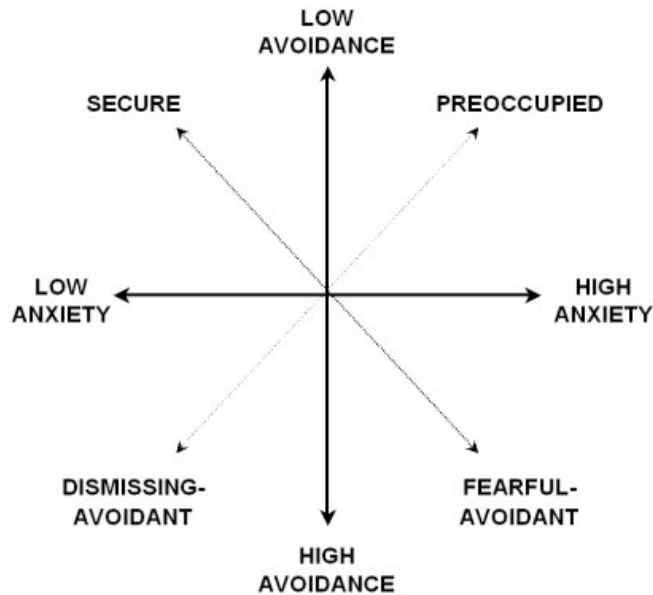 LOW
AVOIDANCE
SECURE
PREOCCUPIED
LOW
ANXIETY
HIGH
ANXIETY
DISMISSING-
AVOIDANT
FEARFUL-
AVOIDANT
HIGH
AVOIDANCE